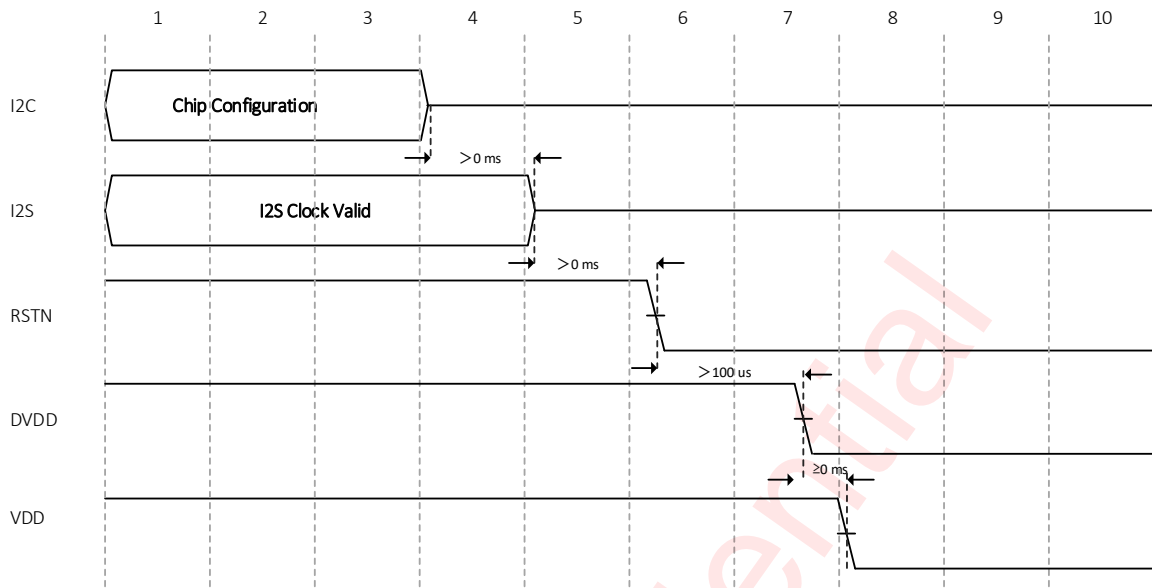 1 2 3 4 5 6 7 8 9 10
I2C
Chip Configuration
>0 ms
I2S
I2S Clock Valid
>0 ms
RSTN
>100 us
DVDD
≥0 ms
VDD
ential